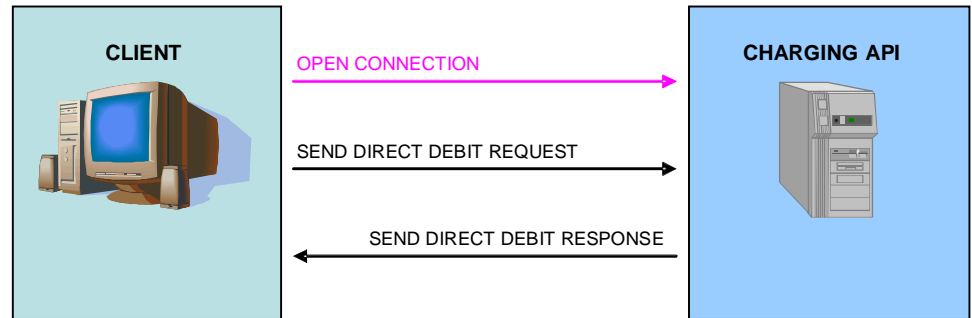 CLIENT
CHARGING API
OPEN CONNECTION
SEND DIRECT DEBIT REQUEST
SEND DIRECT DEBIT RESPONSE